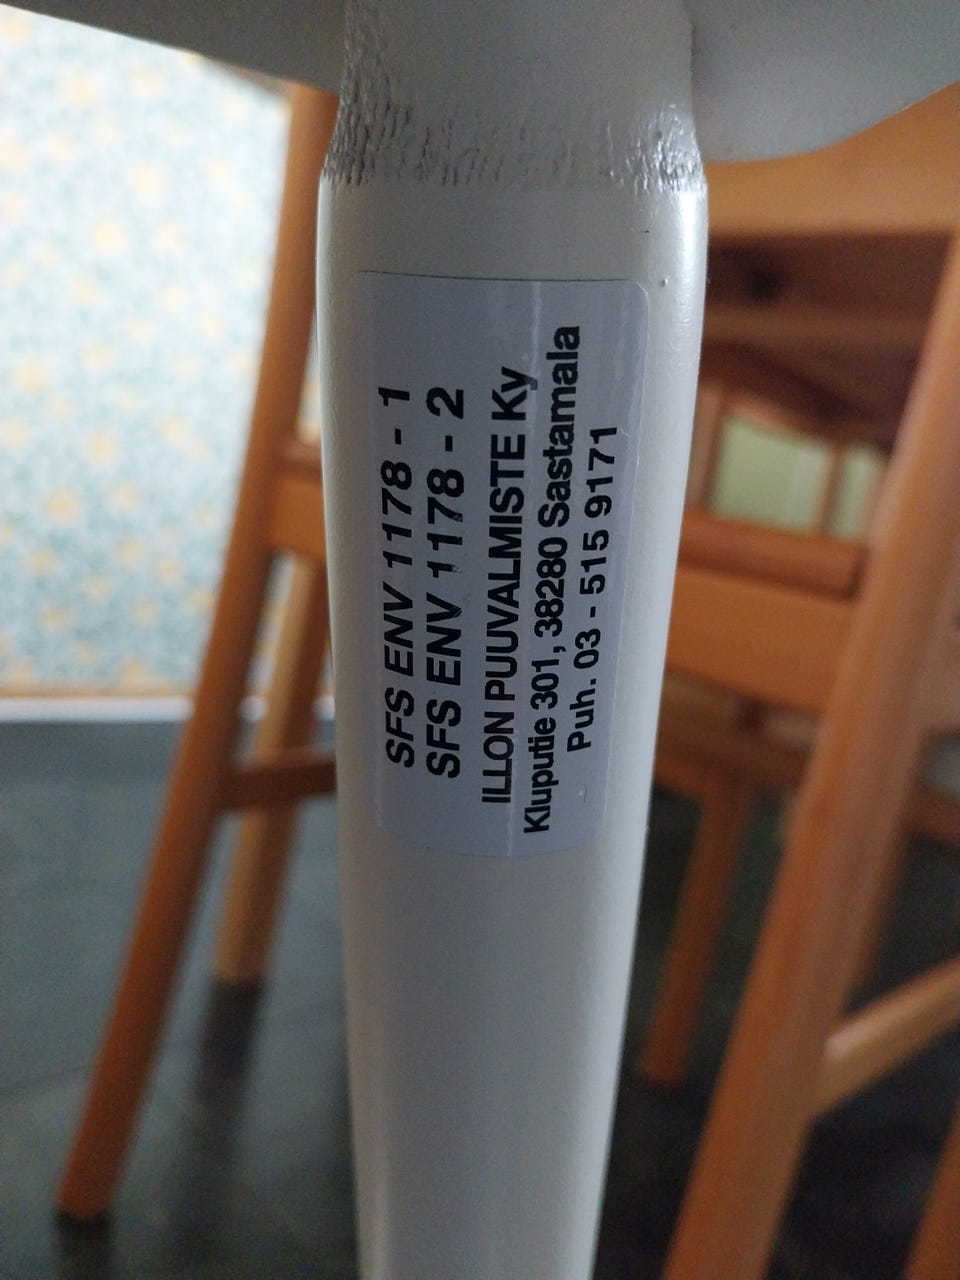 SFS ENV 1178 - 1
SFS ENV 1178 - 2
ILLON PUUVALMISTE Ky
Kluputie 301, 38280 Sastamala
Puh. 03 - 515 9171